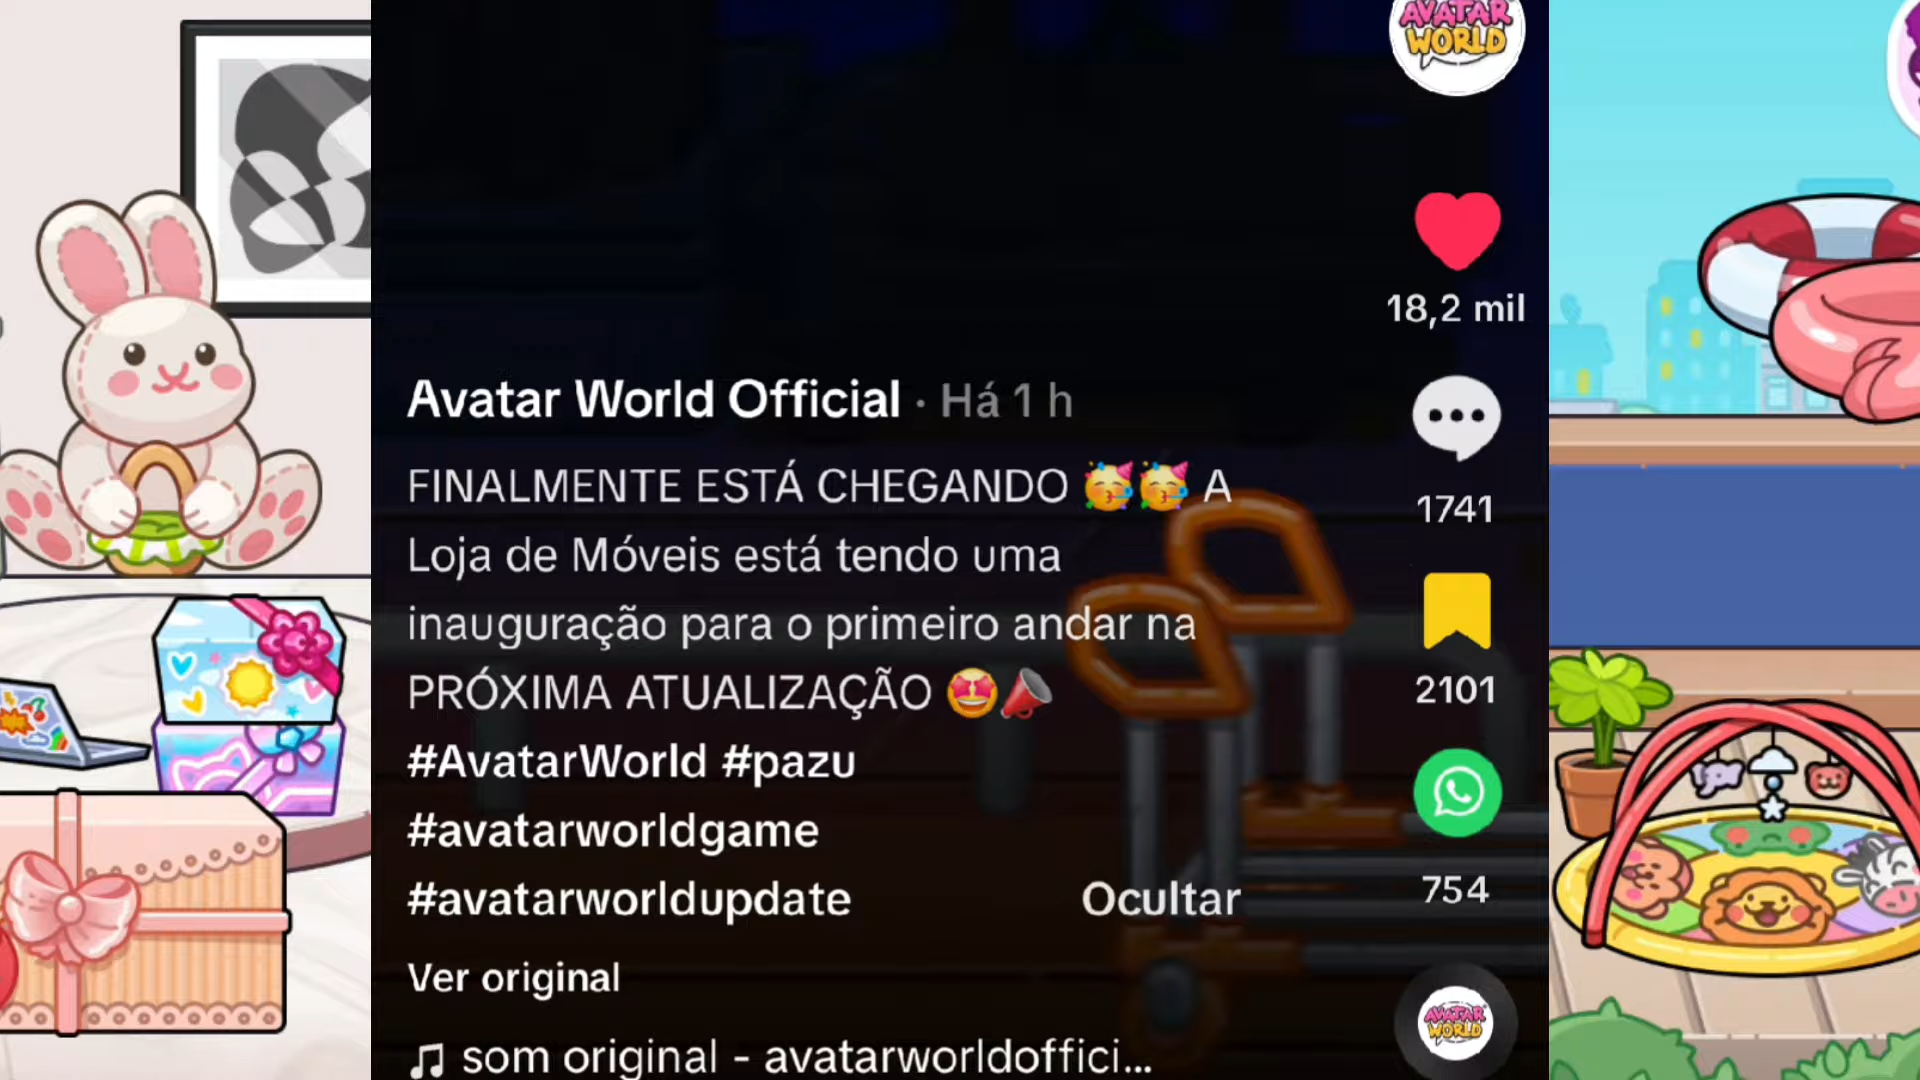 AVATAR
WORLD
18,2 mil
Avatar World Official · Há 1 h
FINALMENTE ESTÁ CHEGANDO 🥳🥳 A
Loja de Móveis está tendo uma
inauguração para o primeiro andar na
PRÓXIMA ATUALIZAÇÃO 🤩📣
#AvatarWorld #pazu
#avatarworldgame
#avatarworldupdate
Ocultar
Ver original
♫ som original - avatarworldoffici...
1741
2101
754
AVATAR
WORLD